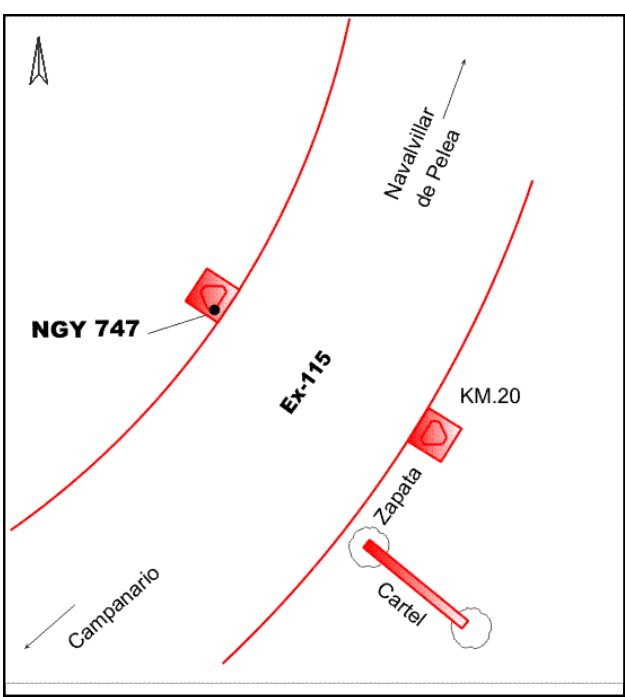 Navalvillar
de Pelea
NGY 747
Ex-115
KM.20
Zapata
Cartel
Campanario